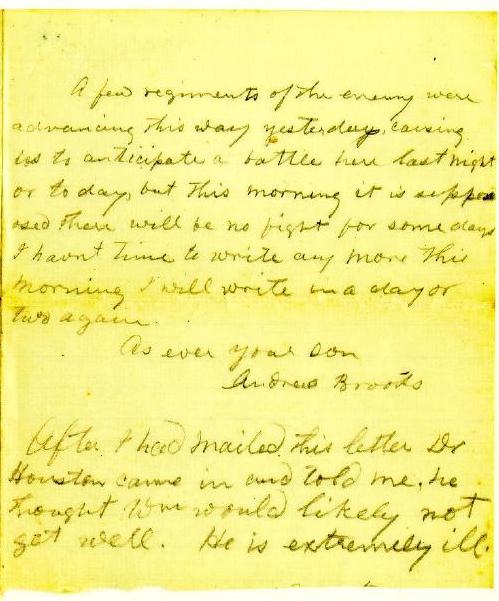 A few regiments of the enemy were
advancing this way yesterday, causing
us to anticipate a battle here last night
or to day, but this morning it is supp
osed there will be no fight for some days
I havnt time to write any more this
morning I will write in a day or
two again.
As ever your son
Andrew Brooks
After I had mailed this letter Dr
Houston came in and told me, he
thought Wm would likely not
get well. He is extremely ill.